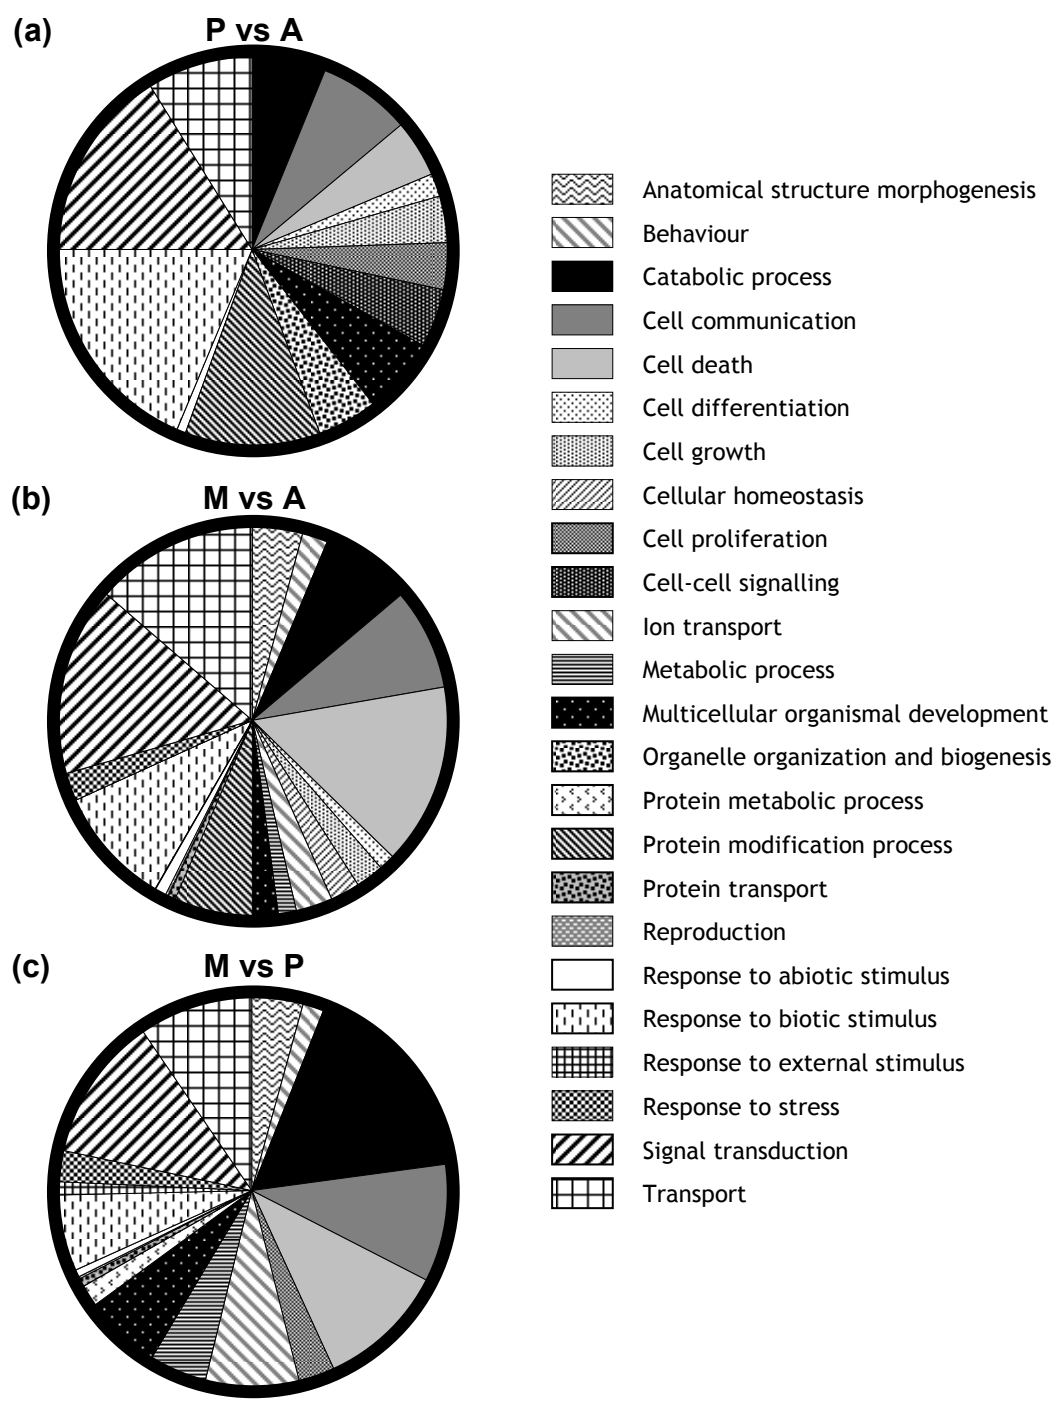 (a)
P vs A
(b)
M vs A
(c)
M vs P
Anatomical structure morphogenesis
Behaviour
Catabolic process
Cell communication
Cell death
Cell differentiation
Cell growth
Cellular homeostasis
Cell proliferation
Cell-cell signalling
Ion transport
Metabolic process
Multicellular organismal development
Organelle organization and biogenesis
Protein metabolic process
Protein modification process
Protein transport
Reproduction
Response to abiotic stimulus
Response to biotic stimulus
Response to external stimulus
Response to stress
Signal transduction
Transport